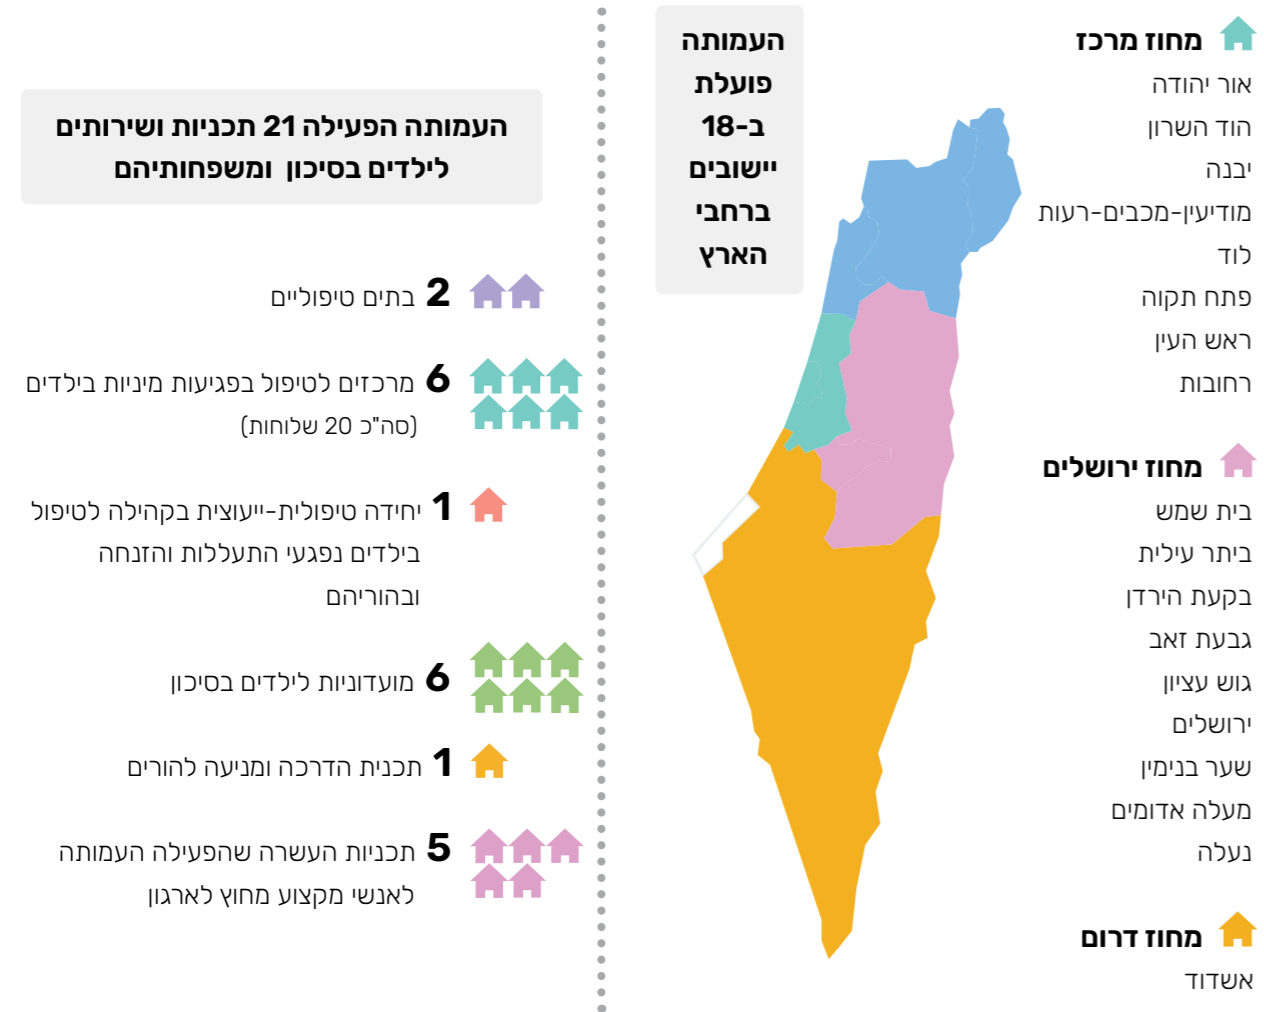 מחוז מרכז
אור יהודה
הוד השרון
יבנה
מודיעין-מכבים-רעות
לוד
פתח תקוה
ראש העין
רחובות
מחוז ירושלים
בית שמש
ביתר עילית
בקעת הירדן
גבעת זאב
גוש עציון
ירושלים
שער בנימין
מעלה אדומים
נעלה
מחוז דרום
אשדוד
העמותה
פועלת
ב-18
יישובים
ברחבי
הארץ
העמותה הפעילה 21 תכניות ושירותים
לילדים בסיכון ומשפחותיהם
2 בתים טיפוליים
6 מרכזים לטיפול בפגיעות מיניות בילדים
(סה"כ 20 שלוחות)
1 יחידה טיפולית-ייעוצית בקהילה לטיפול
בילדים נפגעי התעללות והזנחה
ובהוריהם
6 מועדוניות לילדים בסיכון
1 תכנית הדרכה ומניעה להורים
5 תכניות העשרה שהפעילה העמותה
לאנשי מקצוע מחוץ לארגון